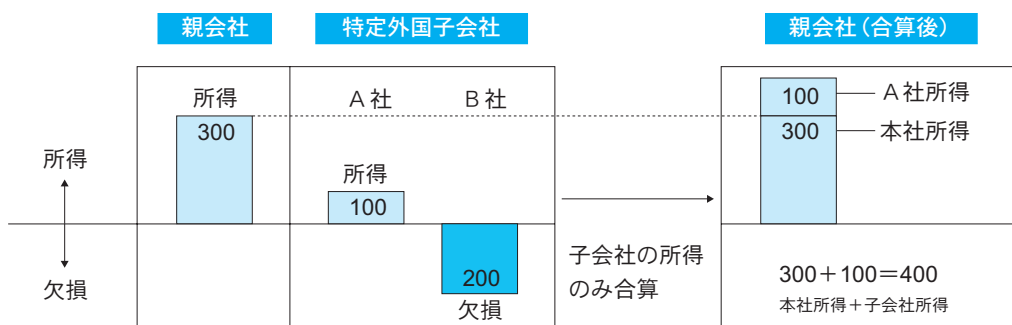 親会社
特定外国子会社
親会社(合算後)
所得
300
A社
B社
所得
100
200
欠損
所得
欠損
子会社の所得
のみ合算
100
A社所得
300
本社所得
300+100=400
本社所得+子会社所得